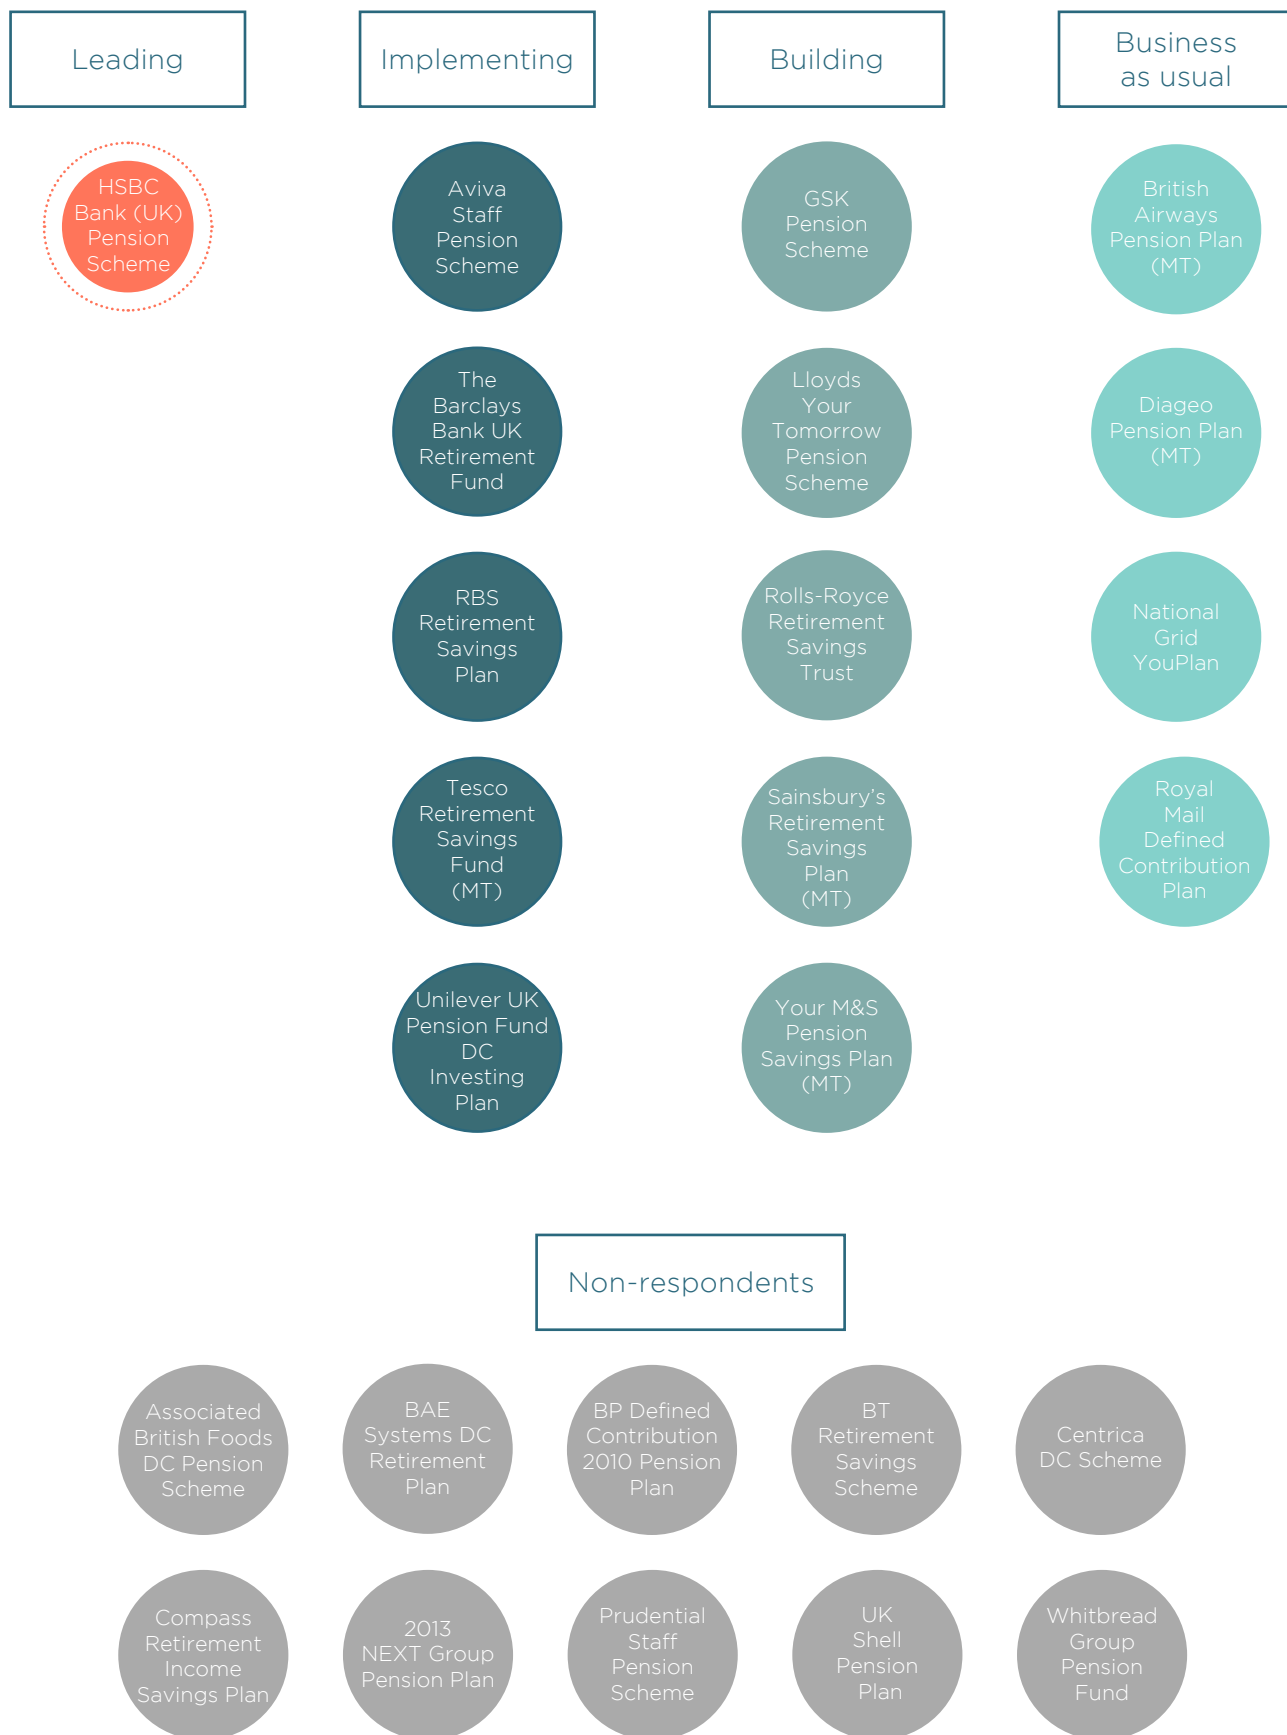 Leading
Implementing
Building
Business
as usual
HSBC
Bank (UK)
Pension
Scheme
Aviva
Staff
Pension
Scheme
GSK
Pension
Scheme
British
Airways
Pension Plan
(MT)
The
Barclays
Bank UK
Retirement
Fund
Lloyds
Your
Tomorrow
Pension
Scheme
Diageo
Pension Plan
(MT)
RBS
Retirement
Savings
Plan
Rolls-Royce
Retirement
Savings
Trust
National
Grid
YouPlan
Tesco
Retirement
Savings
Fund
(MT)
Sainsbury’s
Retirement
Savings
Plan
(MT)
Royal
Mail
Defined
Contribution
Plan
Unilever UK
Pension Fund
DC
Investing
Plan
Your M&S
Pension
Savings Plan
(MT)
Non-respondents
Associated
British Foods
DC Pension
Scheme
BAE
Systems DC
Retirement
Plan
BP Defined
Contribution
2010 Pension
Plan
BT
Retirement
Savings
Scheme
Centrica
DC Scheme
Compass
Retirement
Income
Savings Plan
2013
NEXT Group
Pension Plan
Prudential
Staff
Pension
Scheme
UK
Shell
Pension
Plan
Whitbread
Group
Pension
Fund